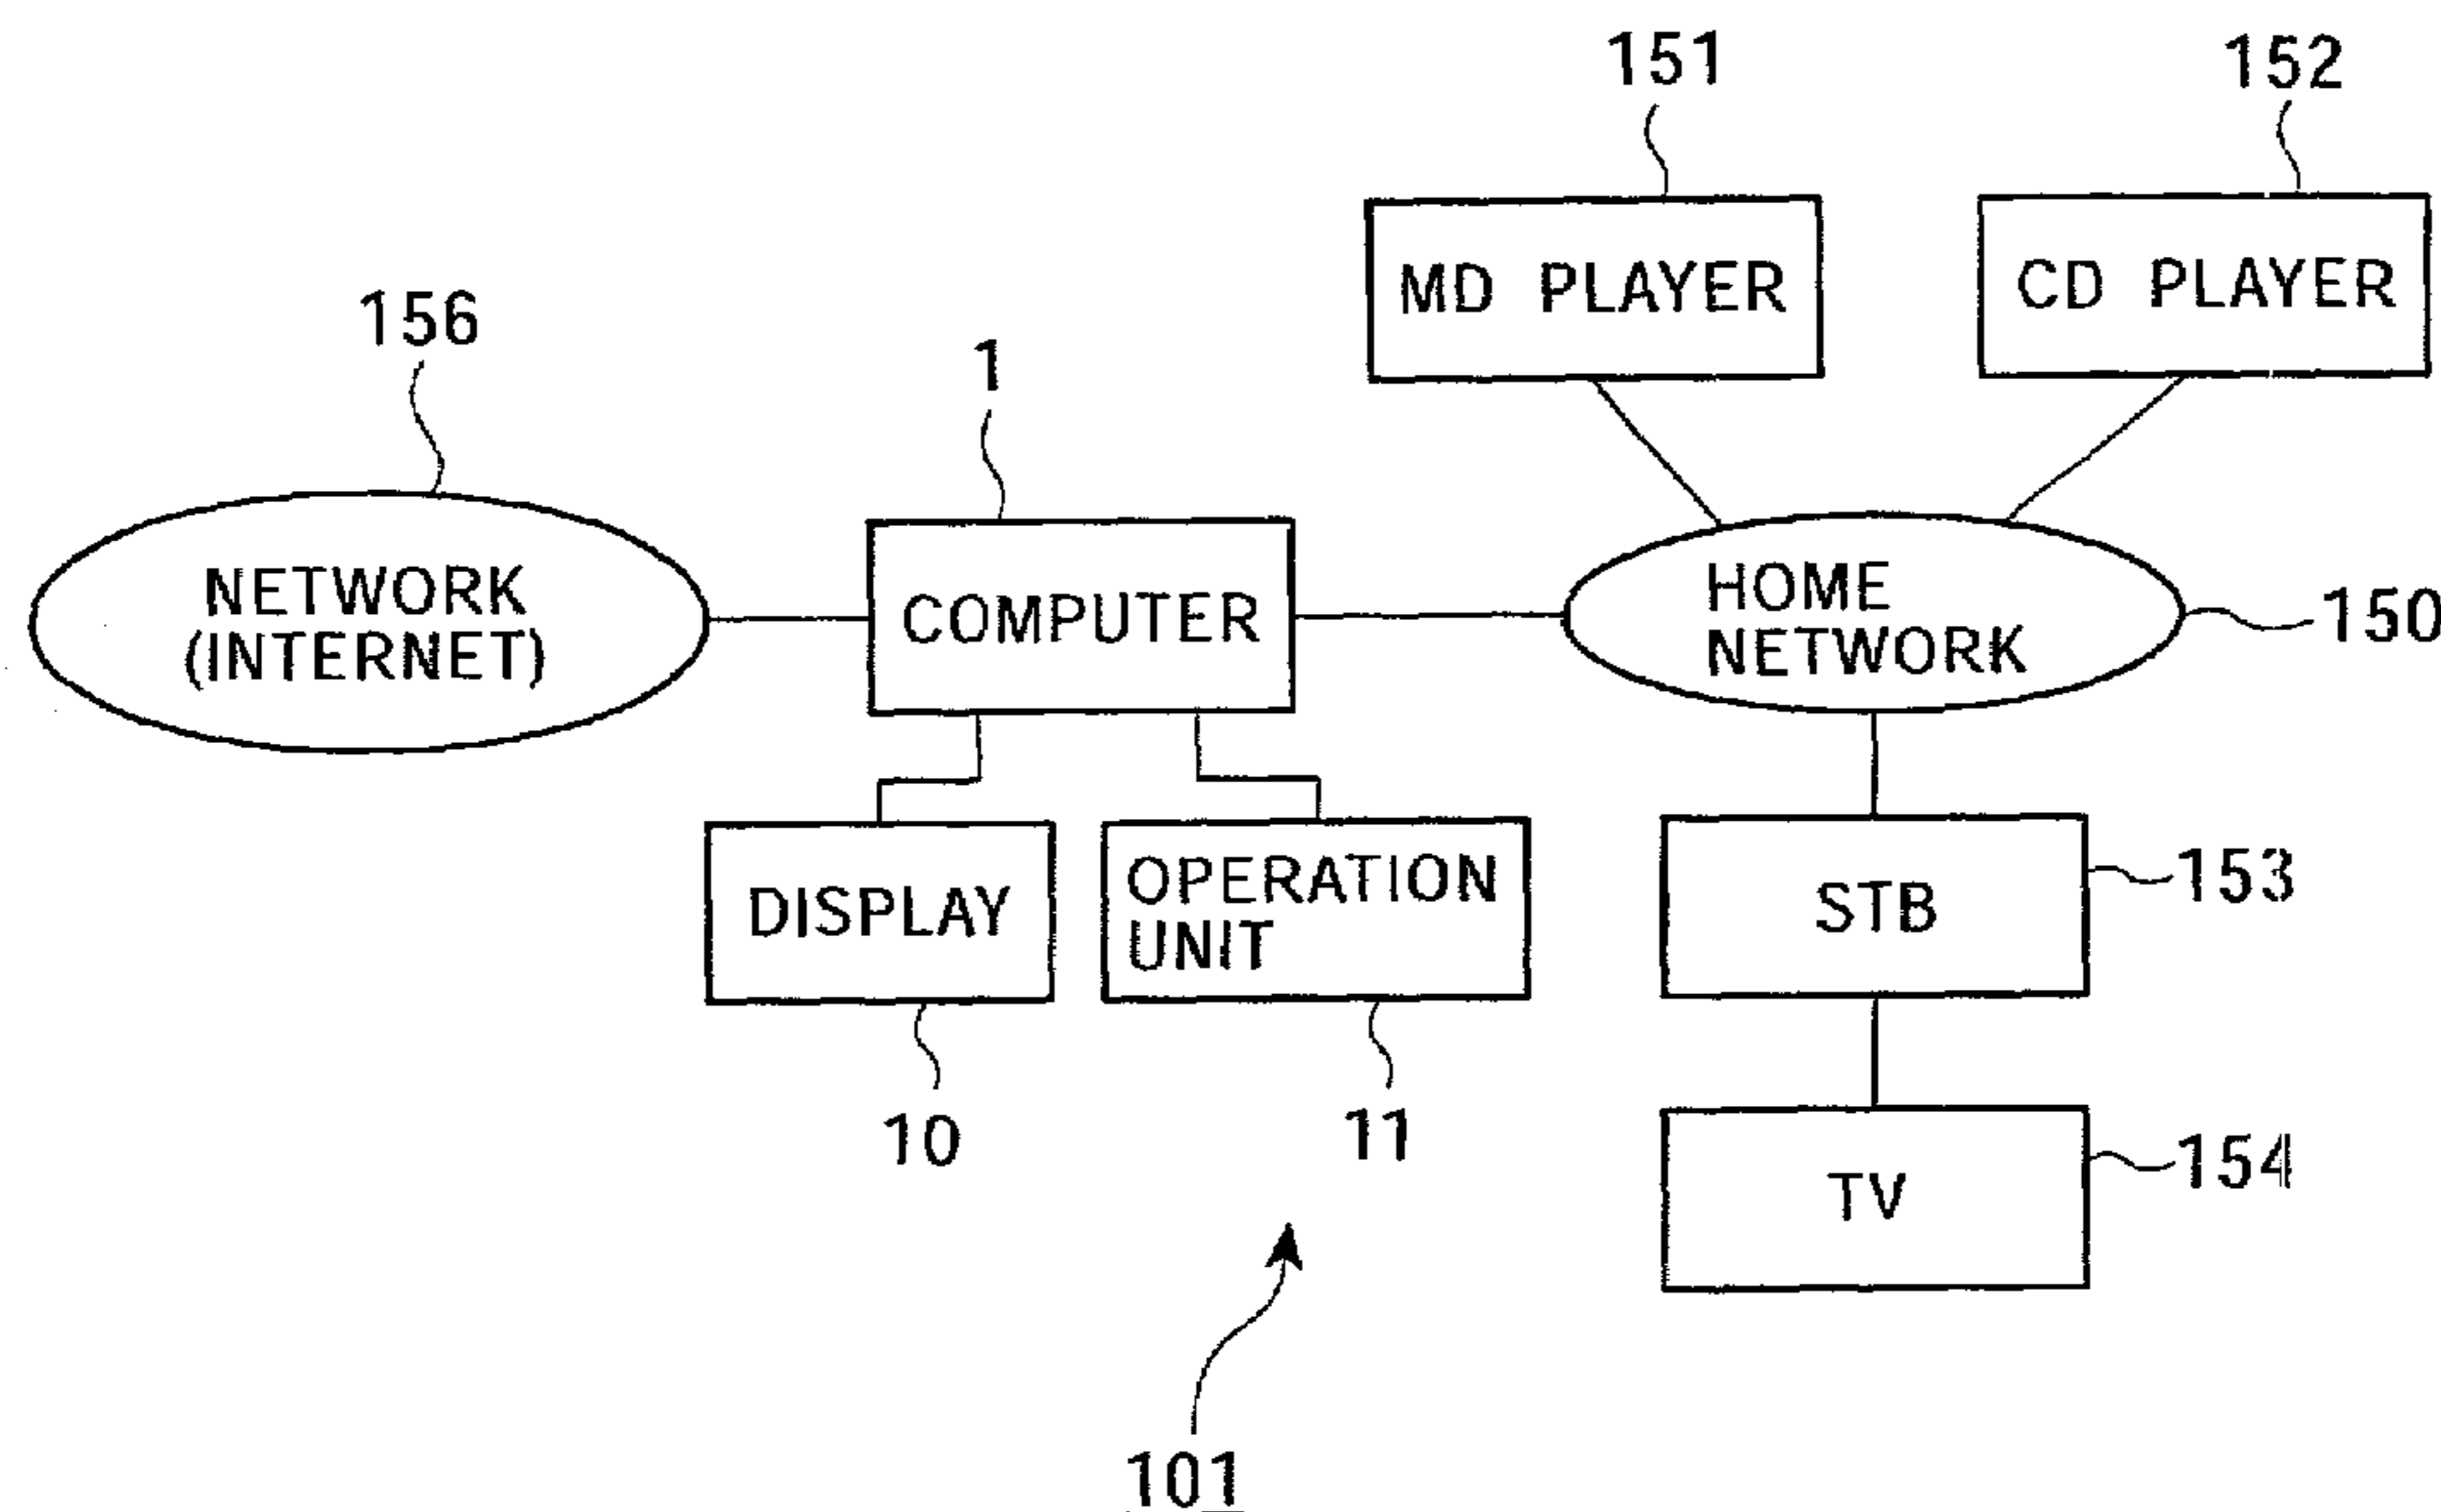 151
152
MD PLAYER
CD PLAYER
156
1
NETWORK
(INTERNET)
COMPUTER
HOME
NETWORK
150
DISPLAY
OPERATION
UNIT
STB
153
10
11
TV
154
101